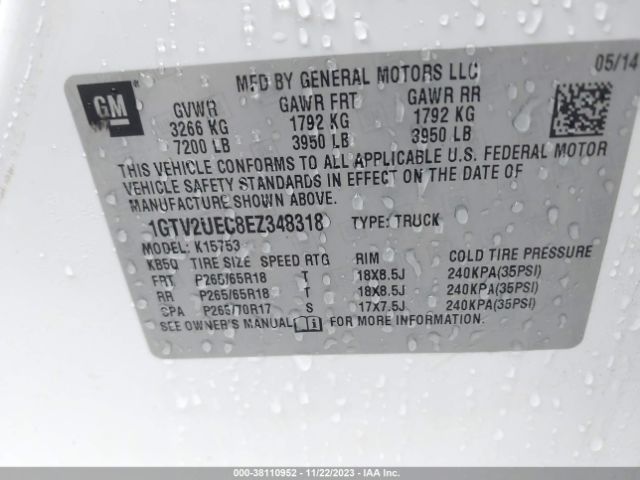 GM
MFD BY GENERAL MOTORS LLC
05/14
GVWR GAWR FRT GAWR RR
3266 KG 1792 KG 1792 KG
7200 LB 3950 LB 3950 LB
THIS VEHICLE CONFORMS TO ALL APPLICABLE U.S. FEDERAL MOTOR
VEHICLE SAFETY STANDARDS IN EFFECT ON THE DATE OF
MANUFACTURE SHOWN ABOVE.
1GTV2UEC8EZ348318 TYPE: TRUCK
MODEL: K15753
KB5Q TIRE SIZE SPEED RTG RIM COLD TIRE PRESSURE
FRT P265/65R18 T 18X8.5J 240KPA(35PSI)
RR P265/65R18 T 18X8.5J 240KPA(35PSI)
SPA P265/70R17 S 17X7.5J 240KPA(35PSI)
SEE OWNER'S MANUAL FOR MORE INFORMATION.
000-38110952 - 11/22/2023 - IAAI.COM